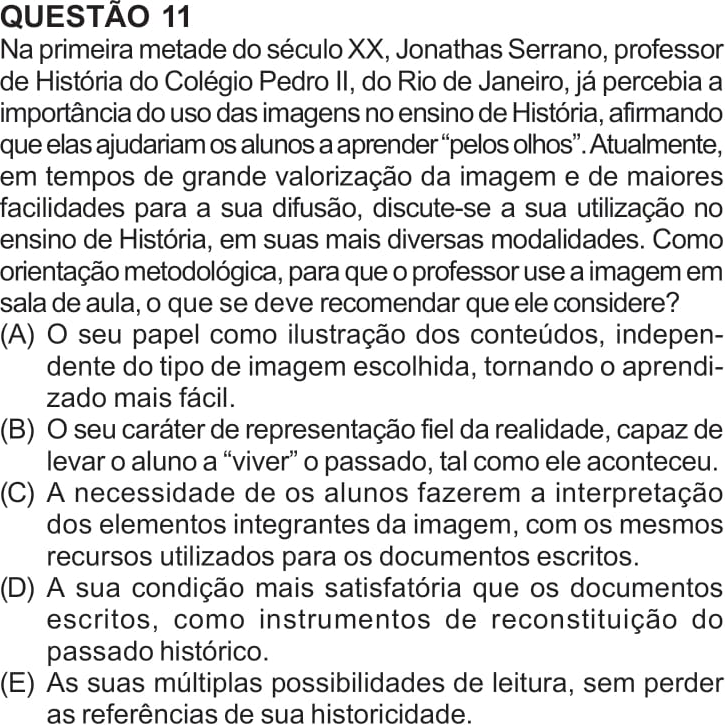 QUESTÃO 11
Na primeira metade do século XX, Jonathas Serrano, professor
de História do Colégio Pedro II, do Rio de Janeiro, já percebia a
importância do uso das imagens no ensino de História, afirmando
que elas ajudariam os alunos a aprender “pelos olhos”. Atualmente,
em tempos de grande valorização da imagem e de maiores
facilidades para a sua difusão, discute-se a sua utilização no
ensino de História, em suas mais diversas modalidades. Como
orientação metodológica, para que o professor use a imagem em
sala de aula, o que se deve recomendar que ele considere?
(A) O seu papel como ilustração dos conteúdos, indepen-
dente do tipo de imagem escolhida, tornando o aprendi-
zado mais fácil.
(B) O seu caráter de representação fiel da realidade, capaz de
levar o aluno a “viver” o passado, tal como ele aconteceu.
(C) A necessidade de os alunos fazerem a interpretação
dos elementos integrantes da imagem, com os mesmos
recursos utilizados para os documentos escritos.
(D) A sua condição mais satisfatória que os documentos
escritos, como instrumentos de reconstituição do
passado histórico.
(E) As suas múltiplas possibilidades de leitura, sem perder
as referências de sua historicidade.